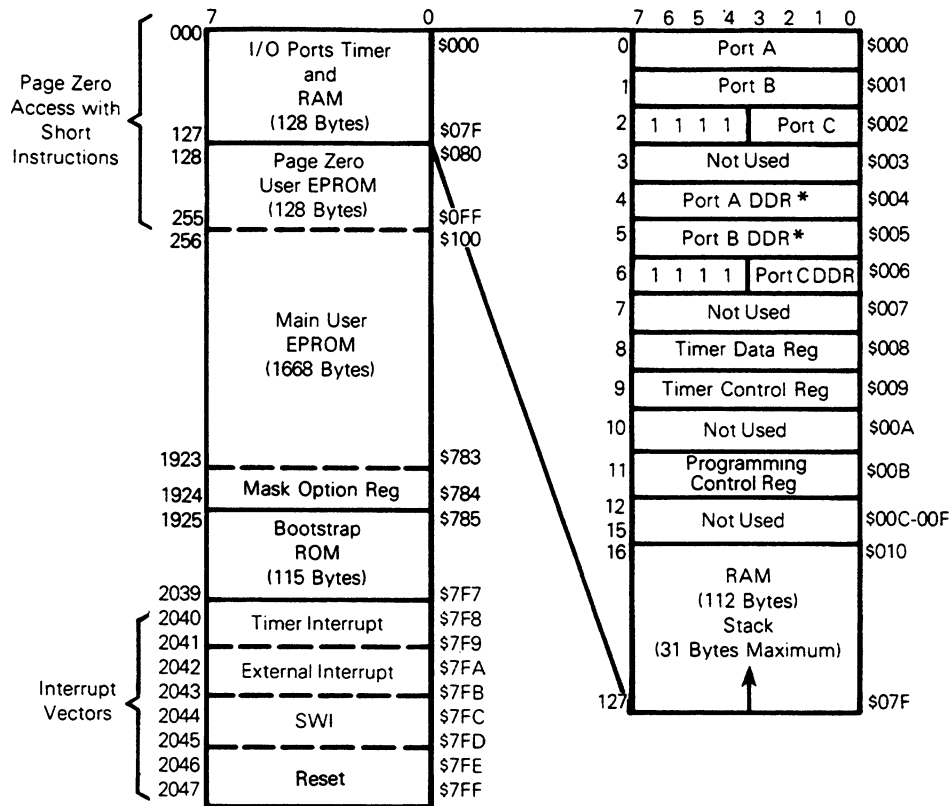 7 0
000 I/O Ports Timer $000
and
RAM
(128 Bytes)
127 $07F
Page Zero
Access with
Short
Instructions
128 Page Zero $080
User EPROM
(128 Bytes)
255 $0FF
256 $100
Main User
EPROM
(1668 Bytes)
1923 $783
1924 Mask Option Reg $784
1925 Bootstrap $785
ROM
(115 Bytes)
2039 $7F7
2040 Timer Interrupt $7F8
2041 $7F9
2042 External Interrupt $7FA
2043 $7FB
2044 SWI $7FC
2045 $7FD
2046 Reset $7FE
2047 $7FF
Interrupt
Vectors
7 6 5 4 3 2 1 0
0 Port A $000
1 Port B $001
2 1 1 1 1 Port C $002
3 Not Used $003
4 Port A DDR * $004
5 Port B DDR * $005
6 1 1 1 1 Port C DDR $006
7 Not Used $007
8 Timer Data Reg $008
9 Timer Control Reg $009
10 Not Used $00A
11 Programming $00B
Control Reg
12 Not Used $00C-00F
15
16 $010
RAM
(112 Bytes)
Stack
(31 Bytes Maximum)
127 $07F